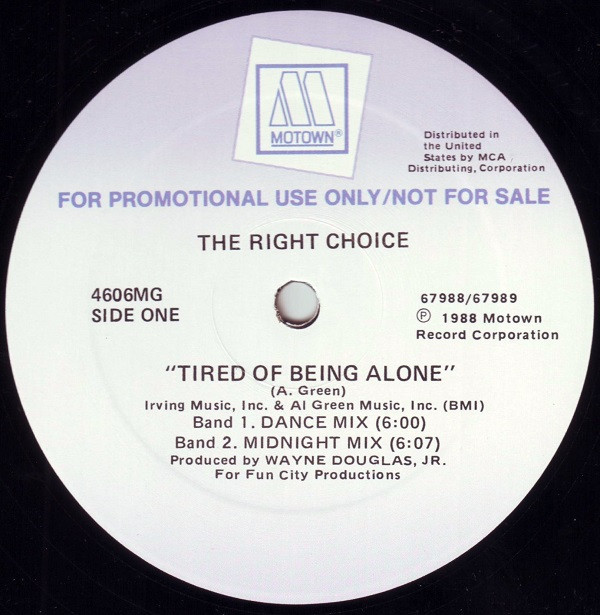 MOTOWN®
Distributed in
the United
States by MCA
Distributing, Corporation
FOR PROMOTIONAL USE ONLY/NOT FOR SALE
THE RIGHT CHOICE
4606MG
SIDE ONE
67988/67989
℗ 1988 Motown
Record Corporation
"TIRED OF BEING ALONE"
(A. Green)
Irving Music, Inc. & Al Green Music, Inc. (BMI)
Band 1. DANCE MIX (6:00)
Band 2. MIDNIGHT MIX (6:07)
Produced by WAYNE DOUGLAS, JR.
For Fun City Productions